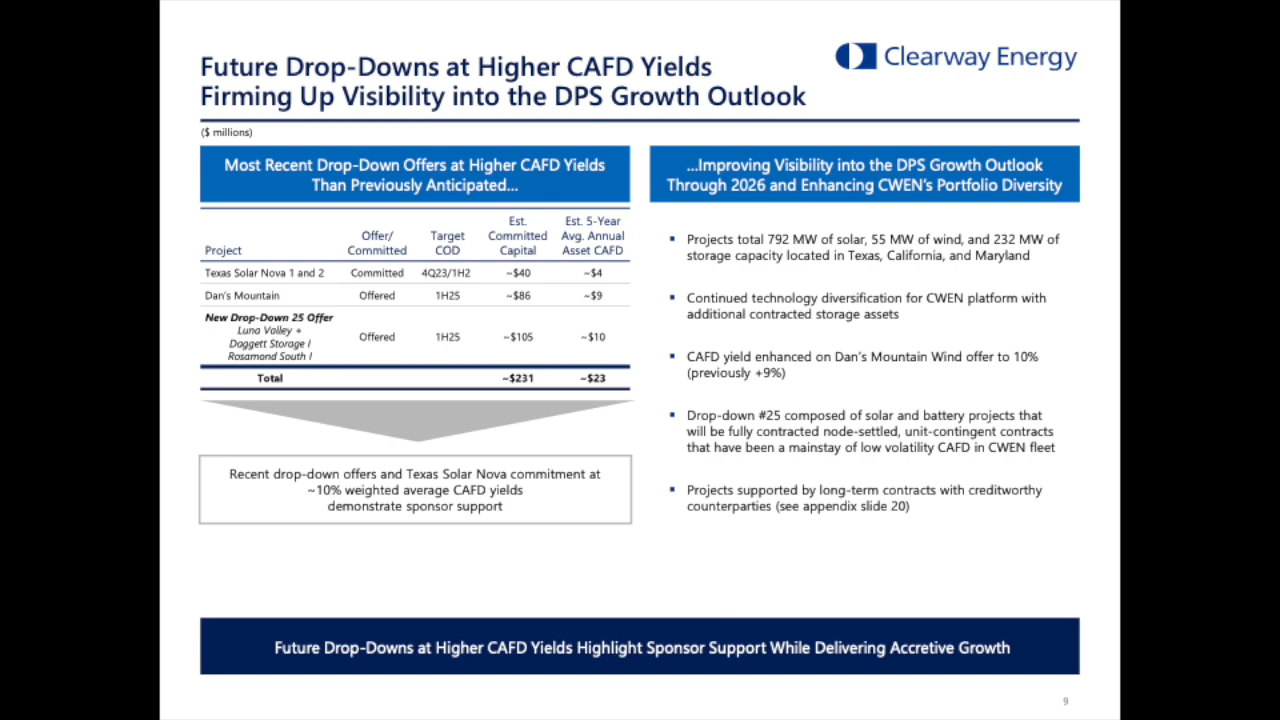 Future Drop-Downs at Higher CAFD Yields
Firming Up Visibility into the DPS Growth Outlook
Clearway Energy
($ millions)
Most Recent Drop-Down Offers at Higher CAFD Yields
Than Previously Anticipated...
Project
Offer/
Committed
Target
COD
Est.
Committed
Capital
Est. 5-Year
Avg. Annual
Asset CAFD
Texas Solar Nova 1 and 2 Committed 4Q23/1H2 ~$40 ~$4
Dan's Mountain Offered 1H25 ~$86 ~$9
New Drop-Down 25 Offer
Luna Valley +
Daggett Storage I
Rosamond South I
Offered 1H25 ~$105 ~$10
Total ~$231 ~$23
Recent drop-down offers and Texas Solar Nova commitment at
~10% weighted average CAFD yields
demonstrate sponsor support
...Improving Visibility into the DPS Growth Outlook
Through 2026 and Enhancing CWEN's Portfolio Diversity
▪ Projects total 792 MW of solar, 55 MW of wind, and 232 MW of
storage capacity located in Texas, California, and Maryland
▪ Continued technology diversification for CWEN platform with
additional contracted storage assets
▪ CAFD yield enhanced on Dan's Mountain Wind offer to 10%
(previously +9%)
▪ Drop-down #25 composed of solar and battery projects that
will be fully contracted node-settled, unit-contingent contracts
that have been a mainstay of low volatility CAFD in CWEN fleet
▪ Projects supported by long-term contracts with creditworthy
counterparties (see appendix slide 20)
Future Drop-Downs at Higher CAFD Yields Highlight Sponsor Support While Delivering Accretive Growth
9